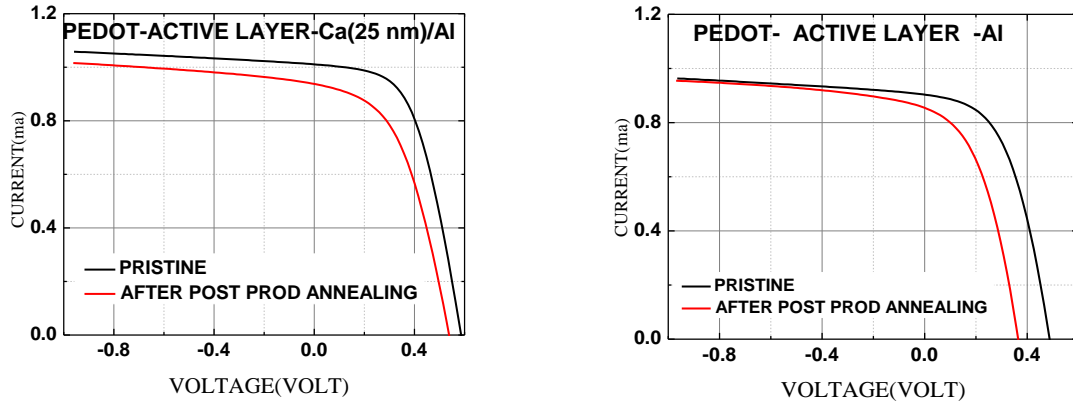 PEDOT-ACTIVE LAYER-Ca(25 nm)/Al
1.2
0.8
0.4
0.0
CURRENT(ma)
PRISTINE
AFTER POST PROD ANNEALING
-0.8 -0.4 0.0 0.4
VOLTAGE(VOLT)
PEDOT- ACTIVE LAYER -Al
1.2
0.8
0.4
0.0
CURRENT(ma)
PRISTINE
AFTER POST PROD ANNEALING
-0.8 -0.4 0.0 0.4
VOLTAGE(VOLT)